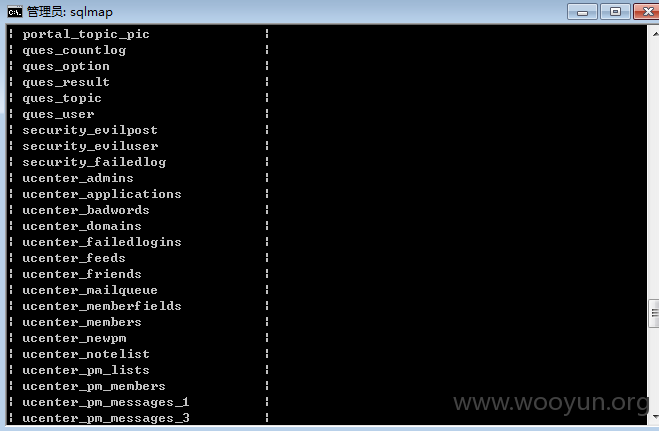 管理员: sqlmap
¦ portal_topic_pic ¦
¦ ques_countlog ¦
¦ ques_option ¦
¦ ques_result ¦
¦ ques_topic ¦
¦ ques_user ¦
¦ security_evilpost ¦
¦ security_eviluser ¦
¦ security_failedlog ¦
¦ ucenter_admins ¦
¦ ucenter_applications ¦
¦ ucenter_badwords ¦
¦ ucenter_domains ¦
¦ ucenter_failedlogins ¦
¦ ucenter_feeds ¦
¦ ucenter_friends ¦
¦ ucenter_mailqueue ¦
¦ ucenter_memberfields ¦
¦ ucenter_members ¦
¦ ucenter_newpm ¦
¦ ucenter_notelist ¦
¦ ucenter_pm_lists ¦
¦ ucenter_pm_members ¦
¦ ucenter_pm_messages_1 ¦
¦ ucenter_pm_messages_3 ¦
www.wooyun.org